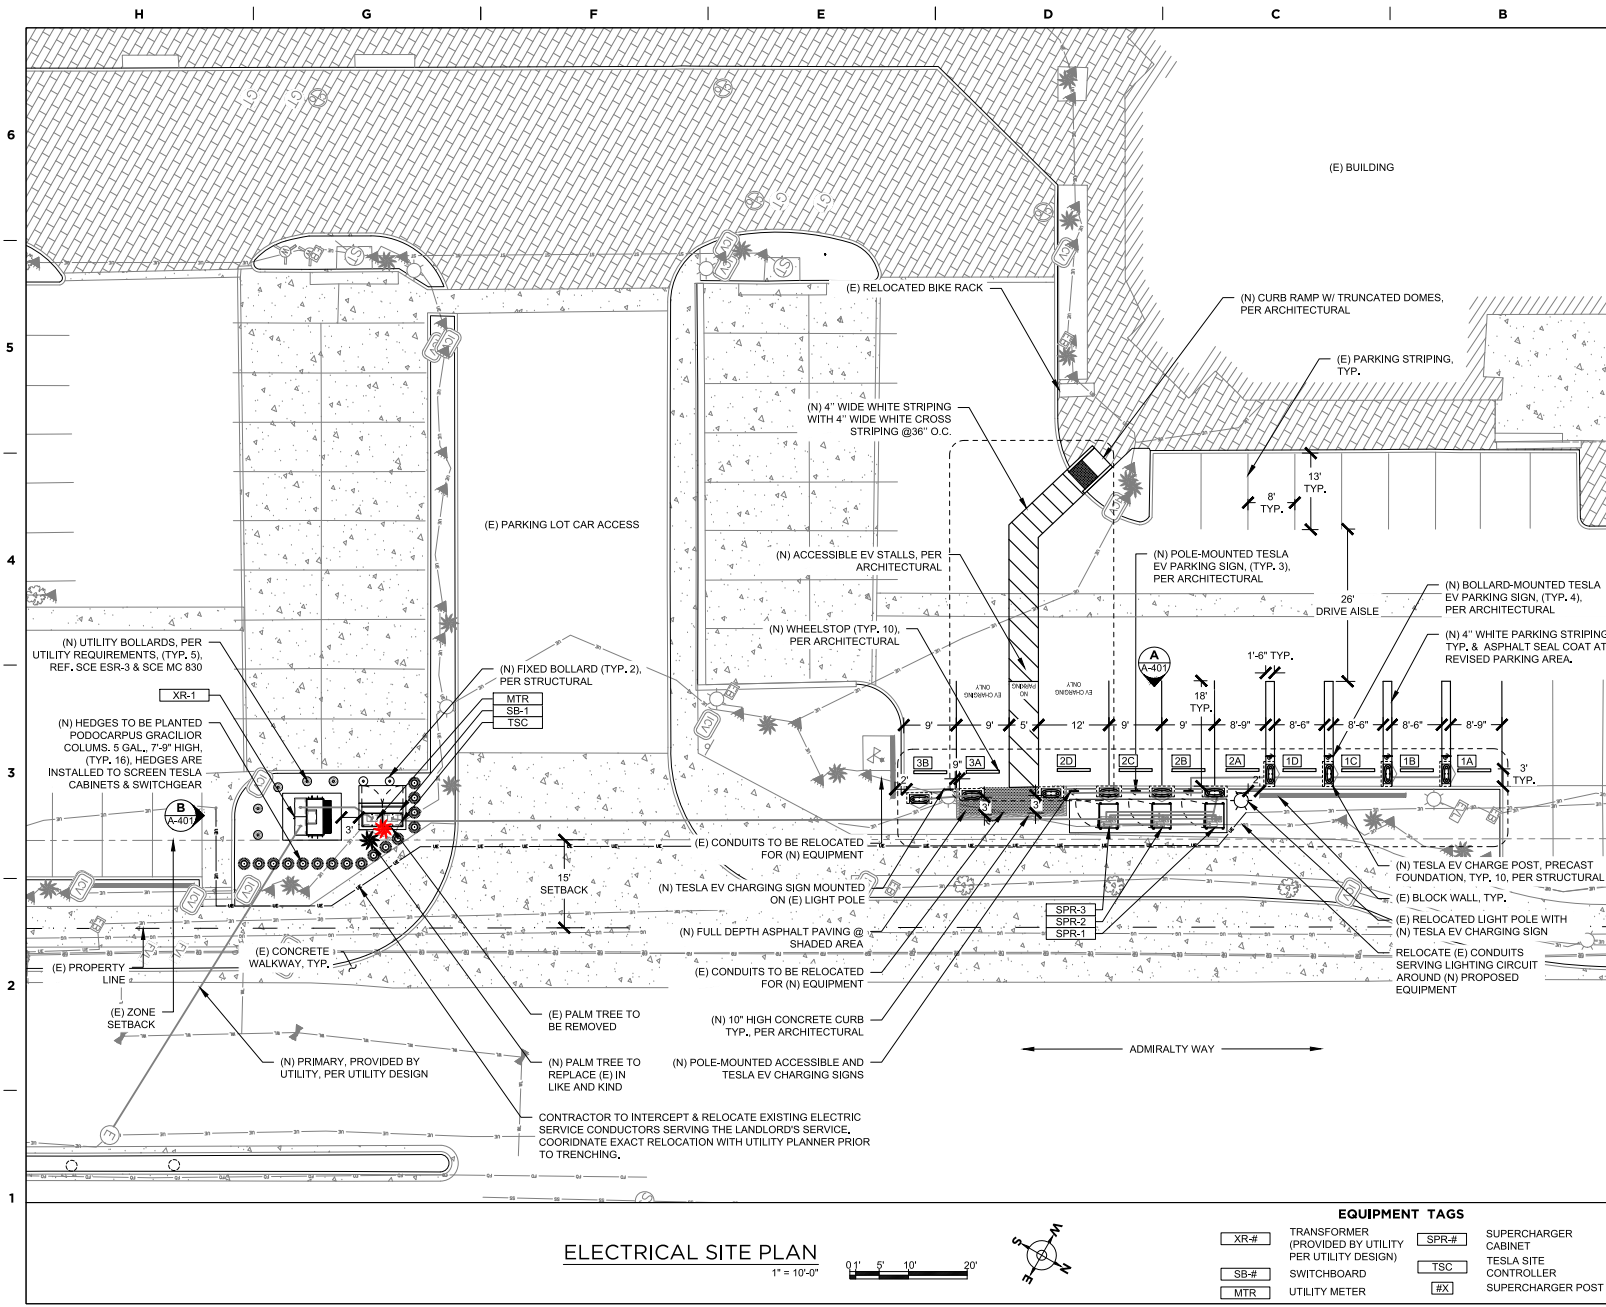 H G F E D C B
6
5
4
3
2
1
(E) BUILDING
(E) RELOCATED BIKE RACK
(N) CURB RAMP W/ TRUNCATED DOMES,
PER ARCHITECTURAL
(E) PARKING STRIPING,
TYP.
(N) 4" WIDE WHITE STRIPING
WITH 4" WIDE WHITE CROSS
STRIPING @36" O.C.
13'
TYP.
8'
TYP.
(E) PARKING LOT CAR ACCESS
(N) ACCESSIBLE EV STALLS, PER
ARCHITECTURAL
(N) POLE-MOUNTED TESLA
EV PARKING SIGN, (TYP. 3),
PER ARCHITECTURAL
26'
DRIVE AISLE
(N) BOLLARD-MOUNTED TESLA
EV PARKING SIGN, (TYP. 4),
PER ARCHITECTURAL
(N) WHEELSTOP (TYP. 10),
PER ARCHITECTURAL
(N) 4" WHITE PARKING STRIPING
TYP. & ASPHALT SEAL COAT AT
REVISED PARKING AREA.
(N) UTILITY BOLLARDS, PER
UTILITY REQUIREMENTS, (TYP. 5),
REF. SCE ESR-3 & SCE MC 830
(N) FIXED BOLLARD (TYP. 2),
PER STRUCTURAL
XR-1
MTR
SB-1
TSC
(N) HEDGES TO BE PLANTED
PODOCARPUS GRACILIOR
COLUMS. 5 GAL., 7'-9" HIGH,
(TYP. 16), HEDGES ARE
INSTALLED TO SCREEN TESLA
CABINETS & SWITCHGEAR
A
A-401
1'-6" TYP.
18'
TYP.
EV CHARGING
ONLY
NO
PARKING
EV CHARGING
ONLY
9' 9' 5' 12' 9' 9' 8'-9" 8'-6" 8'-6" 8'-6" 8'-9"
3B 3A 2D 2C 2B 2A 1D 1C 1B 1A
9"
2'
2'
3'
TYP.
3'
3'
B
A-401
3'
15'
SETBACK
(E) CONDUITS TO BE RELOCATED
FOR (N) EQUIPMENT
(N) TESLA EV CHARGING SIGN MOUNTED
ON (E) LIGHT POLE
(N) FULL DEPTH ASPHALT PAVING @
SHADED AREA
(E) CONDUITS TO BE RELOCATED
FOR (N) EQUIPMENT
(N) 10" HIGH CONCRETE CURB
TYP., PER ARCHITECTURAL
(N) POLE-MOUNTED ACCESSIBLE AND
TESLA EV CHARGING SIGNS
SPR-3
SPR-2
SPR-1
(N) TESLA EV CHARGE POST, PRECAST
FOUNDATION, TYP. 10, PER STRUCTURAL
(E) BLOCK WALL, TYP.
(E) RELOCATED LIGHT POLE WITH
(N) TESLA EV CHARGING SIGN
RELOCATE (E) CONDUITS
SERVING LIGHTING CIRCUIT
AROUND (N) PROPOSED
EQUIPMENT
(E) CONCRETE
WALKWAY, TYP.
(E) PROPERTY
LINE
(E) ZONE
SETBACK
(E) PALM TREE TO
BE REMOVED
(N) PRIMARY, PROVIDED BY
UTILITY, PER UTILITY DESIGN
(N) PALM TREE TO
REPLACE (E) IN
LIKE AND KIND
ADMIRALTY WAY
CONTRACTOR TO INTERCEPT & RELOCATE EXISTING ELECTRIC
SERVICE CONDUCTORS SERVING THE LANDLORD'S SERVICE.
COORIDNATE EXACT RELOCATION WITH UTILITY PLANNER PRIOR
TO TRENCHING.
ELECTRICAL SITE PLAN
1" = 10'-0"
0 1' 5' 10' 20'
S W E N
EQUIPMENT TAGS
XR-# TRANSFORMER
(PROVIDED BY UTILITY
PER UTILITY DESIGN)
SB-# SWITCHBOARD
MTR UTILITY METER
SPR-# SUPERCHARGER
CABINET
TSC TESLA SITE
CONTROLLER
#X SUPERCHARGER POST